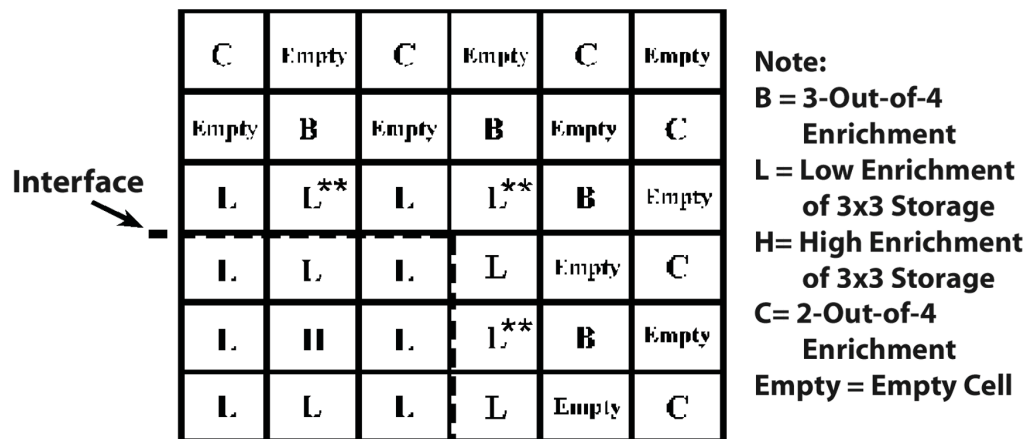 C Empty C Empty C Empty
Empty B Empty B Empty C
L L** L L** B Empty
L L L L Empty C
L H L L** B Empty
L L L L Empty C
Interface
Note:
B = 3-Out-of-4
Enrichment
L = Low Enrichment
of 3x3 Storage
H= High Enrichment
of 3x3 Storage
C= 2-Out-of-4
Enrichment
Empty = Empty Cell